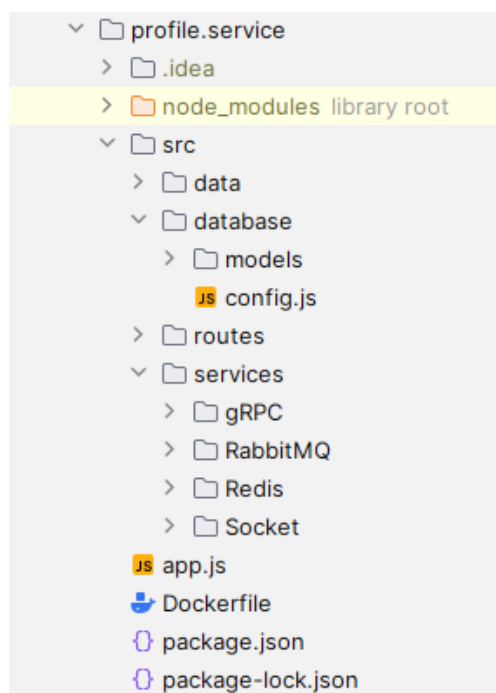 profile.service
.idea
node_modules library root
src
data
database
models
JS config.js
routes
services
gRPC
RabbitMQ
Redis
Socket
JS app.js
Dockerfile
{} package.json
{} package-lock.json